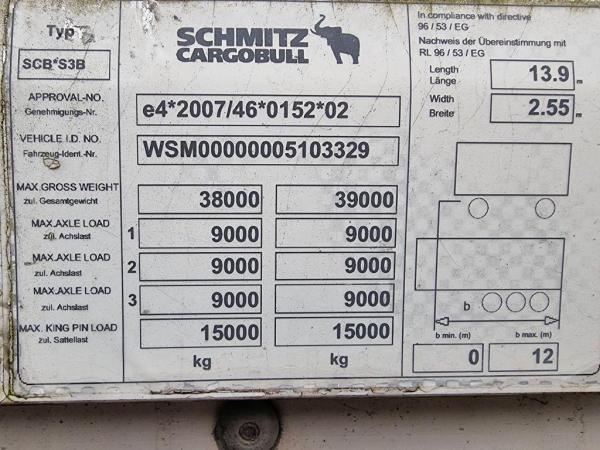 Typ
SCB*S3B
SCHMITZ
CARGOBULL
In compliance with directive
96 / 53 / EG
Nachweis der Übereinstimmung mit
RL 96 / 53 / EG
Length
Länge
13.9 m
Width
Breite
2.55 m
APPROVAL-NO.
Genehmigungs-Nr.
e4*2007/46*0152*02
VEHICLE I.D. NO.
Fahrzeug-Ident.-Nr.
WSM00000005103329
MAX.GROSS WEIGHT
zul. Gesamtgewicht
38000 39000
MAX.AXLE LOAD
zul. Achslast
1 9000 9000
MAX.AXLE LOAD
zul. Achslast
2 9000 9000
MAX.AXLE LOAD
zul. Achslast
3 9000 9000
MAX. KING PIN LOAD
zul. Sattellast
15000 15000
kg kg
b
b min. (m) b max. (m)
0 12